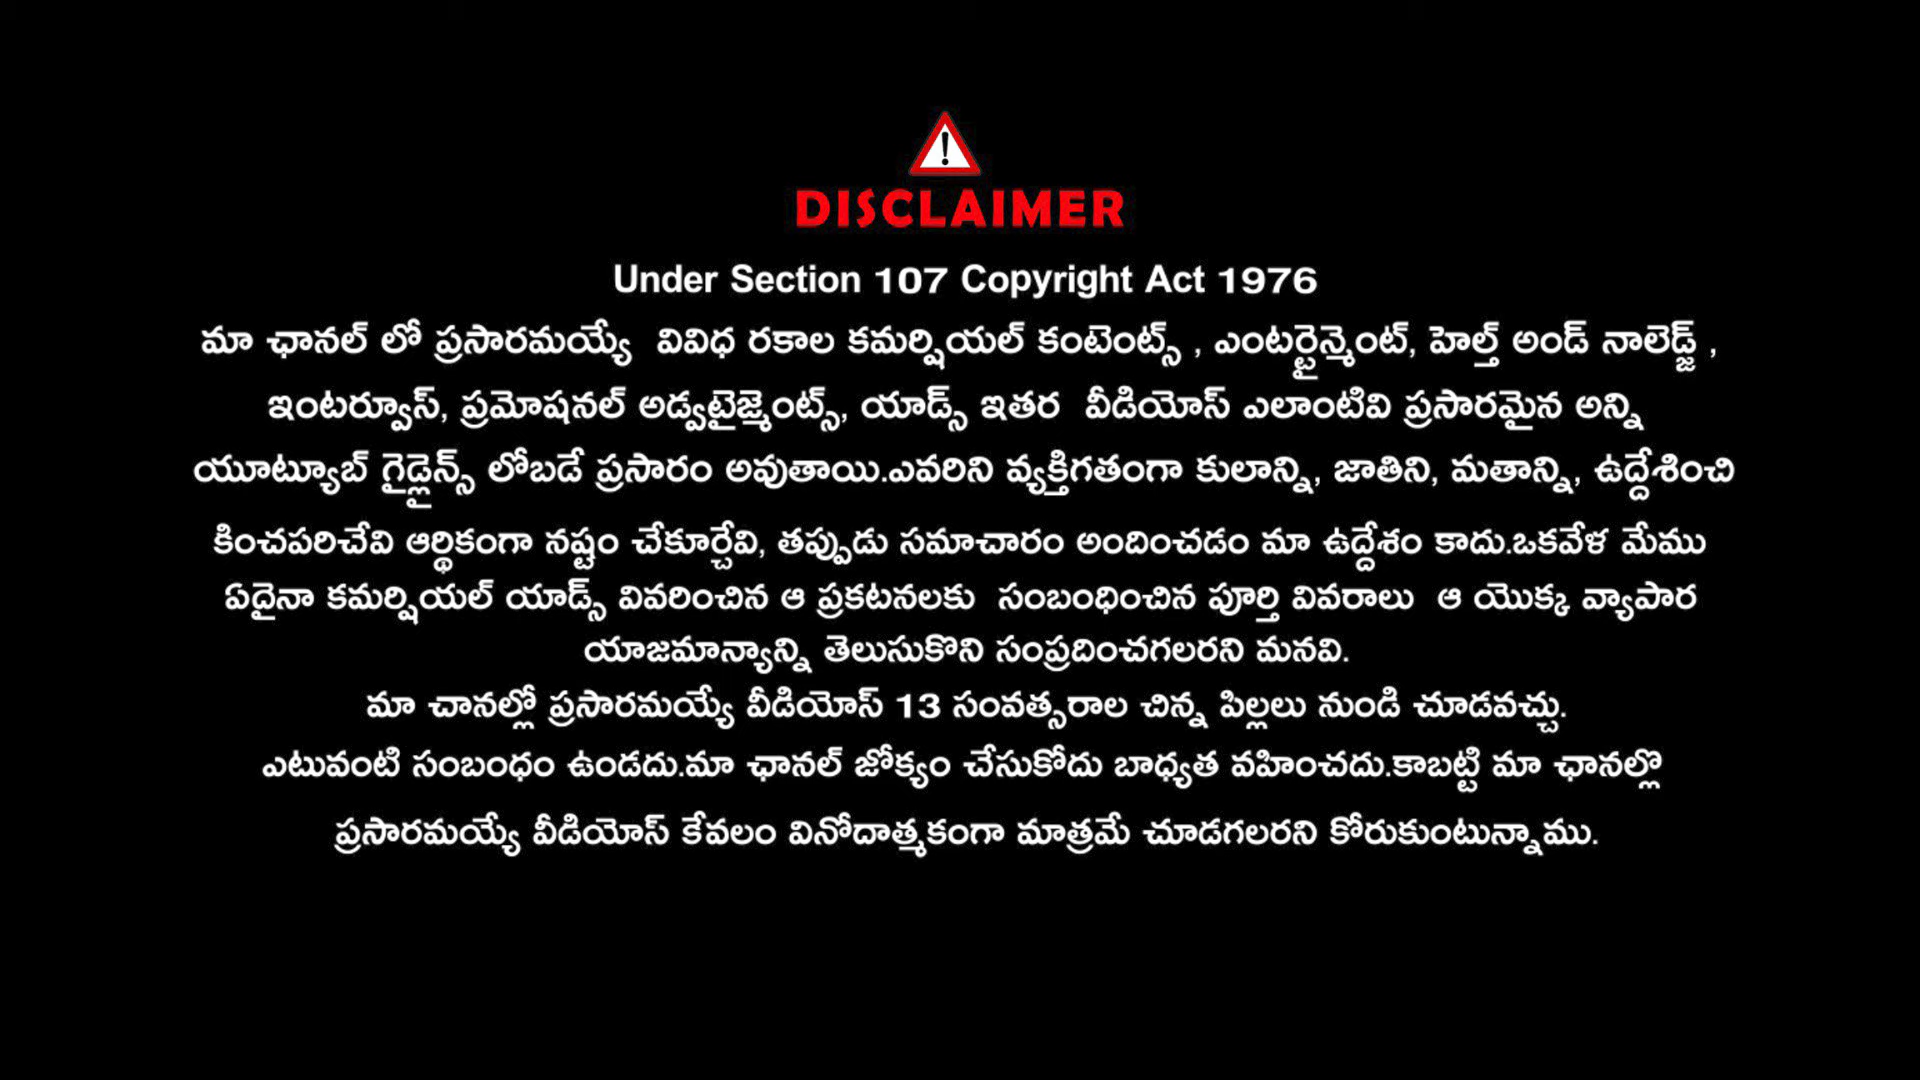 DISCLAIMER
Under Section 107 Copyright Act 1976
మా ఛానల్ లో ప్రసారమయ్యే వివిధ రకాల కమర్షియల్ కంటెంట్స్ , ఎంటర్టైన్మెంట్, హెల్త్ అండ్ నాలెడ్జ్ ,
ఇంటర్వ్యూస్, ప్రమోషనల్ అడ్వటైజ్మెంట్స్, యాడ్స్ ఇతర వీడియోస్ ఎలాంటివి ప్రసారమైన అన్ని
యూట్యూబ్ గైడ్లైన్స్ లోబడే ప్రసారం అవుతాయి.ఎవరిని వ్యక్తిగతంగా కులాన్ని, జాతిని, మతాన్ని, ఉద్దేశించి
కించపరిచేవి ఆర్థికంగా నష్టం చేకూర్చేవి, తప్పుడు సమాచారం అందించడం మా ఉద్దేశం కాదు.ఒకవేళ మేము
ఏదైనా కమర్షియల్ యాడ్స్ వివరించిన ఆ ప్రకటనలకు సంబంధించిన పూర్తి వివరాలు ఆ యొక్క వ్యాపార
యాజమాన్యాన్ని తెలుసుకొని సంప్రదించగలరని మనవి.
మా చానల్లో ప్రసారమయ్యే వీడియోస్ 13 సంవత్సరాల చిన్న పిల్లలు నుండి చూడవచ్చు.
ఎటువంటి సంబంధం ఉండదు.మా ఛానల్ జోక్యం చేసుకోదు బాధ్యత వహించదు.కాబట్టి మా ఛానల్లొ
ప్రసారమయ్యే వీడియోస్ కేవలం వినోదాత్మకంగా మాత్రమే చూడగలరని కోరుకుంటున్నాము.